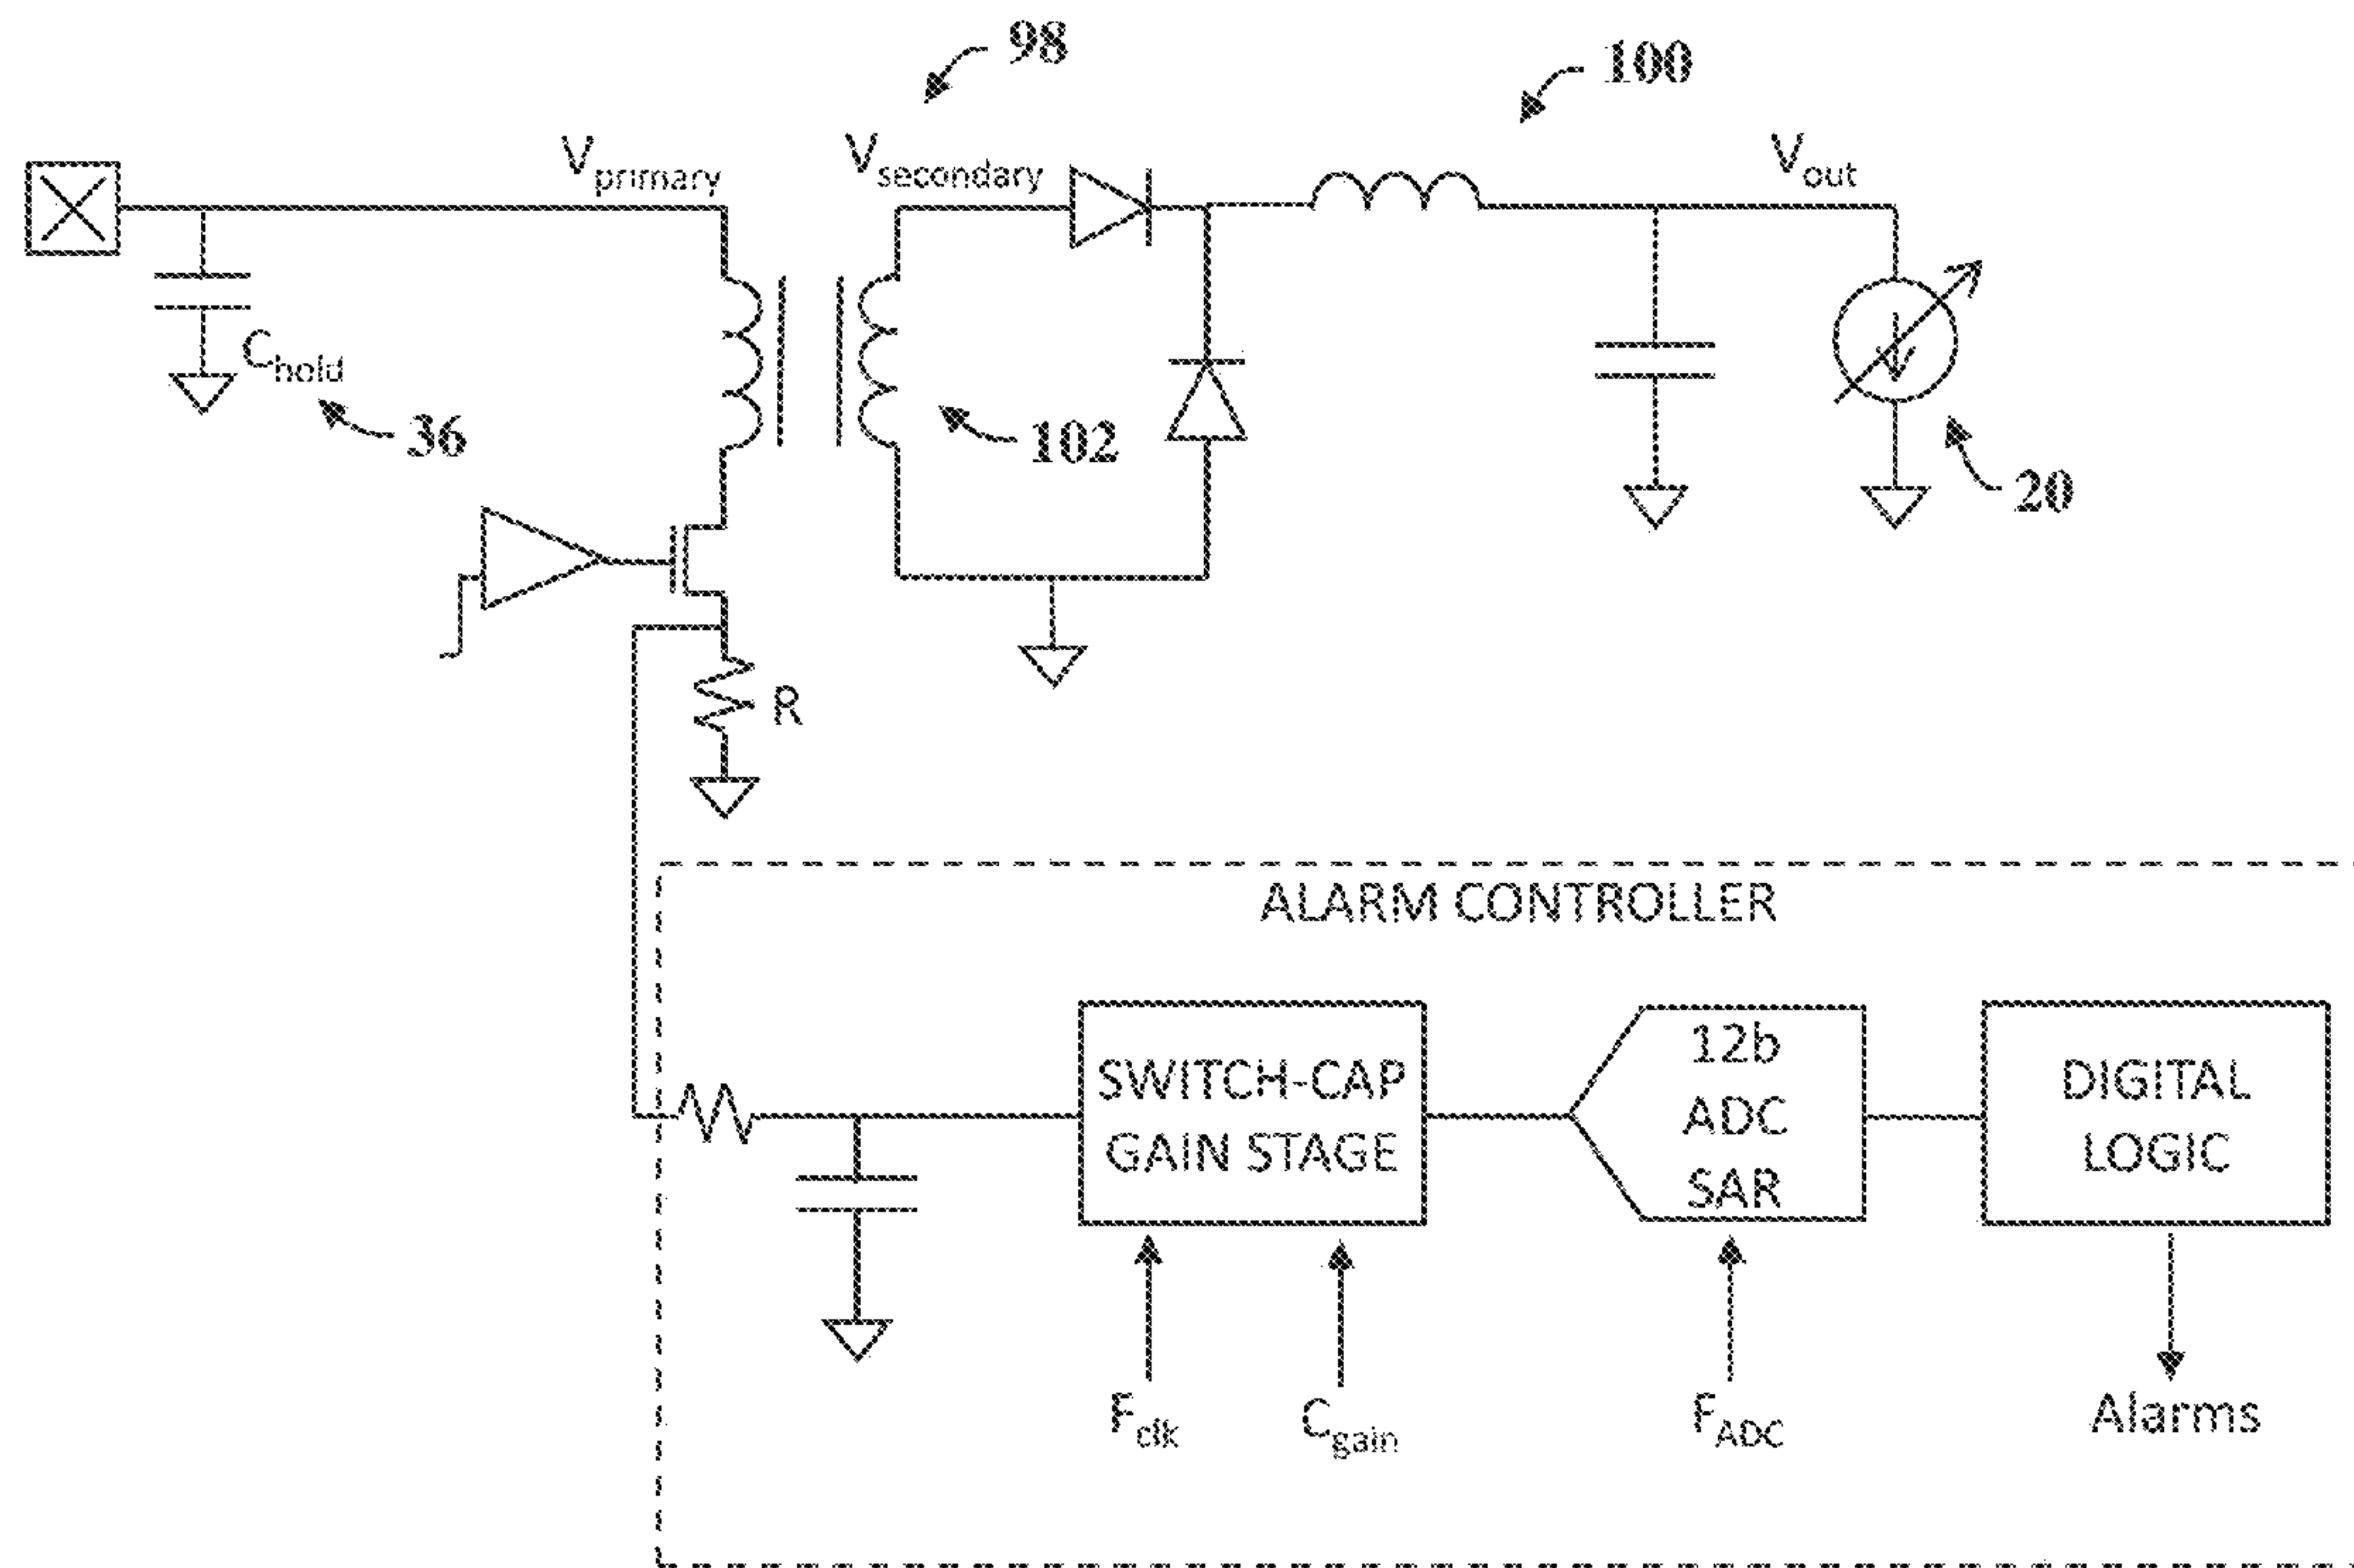 98
100
Vprimary
Vsecondary
Vout
Chold
36
102
20
R
ALARM CONTROLLER
SWITCH-CAP
GAIN STAGE
12b
ADC
SAR
DIGITAL
LOGIC
Fclk
Cgain
FADC
Alarms